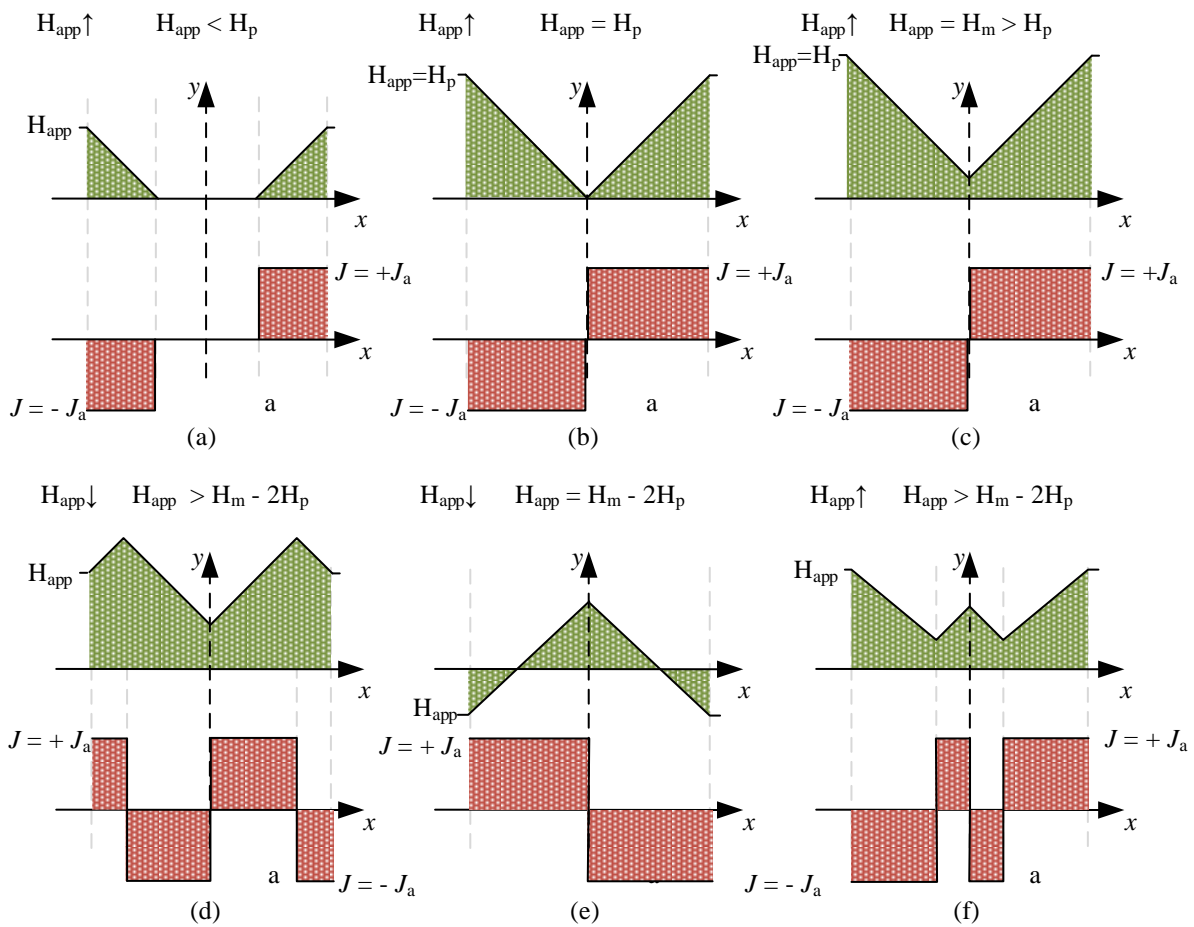 H_app↑ H_app < H_p
H_app
y
x
J = +J_a
x
J = - J_a
a
(a)
H_app↑ H_app = H_p
H_app=H_p
y
x
J = +J_a
x
J = - J_a
a
(b)
H_app↑ H_app = H_m > H_p
H_app=H_p
y
x
J = +J_a
x
J = - J_a
a
(c)
H_app↓ H_app > H_m - 2H_p
H_app
y
x
J = + J_a
x
a
J = - J_a
(d)
H_app↓ H_app = H_m - 2H_p
y
x
H_app
J = + J_a
x
(e)
H_app↑ H_app > H_m - 2H_p
H_app
y
x
J = + J_a
x
J = - J_a
a
(f)